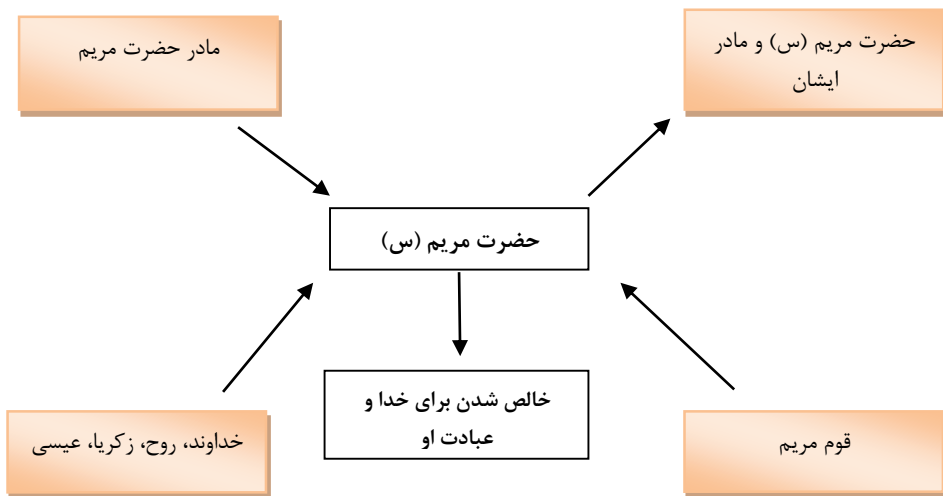 حضرت مریم (س) و مادر
ایشان
مادر حضرت مریم
حضرت مریم (س)
خالص شدن برای خدا و
عبادت او
قوم مریم
خداوند، روح، زکریا، عیسی